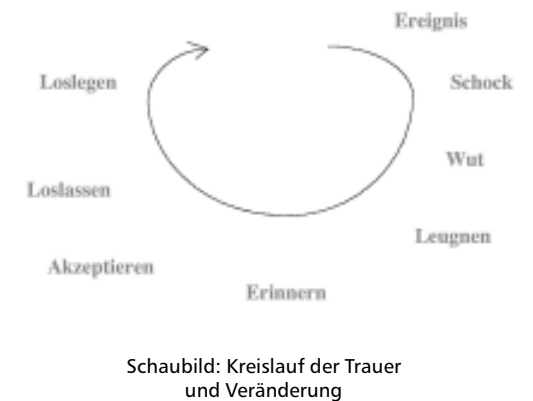 Ereignis
Schock
Wut
Leugnen
Erinnern
Akzeptieren
Loslassen
Loslegen
Schaubild: Kreislauf der Trauer
und Veränderung